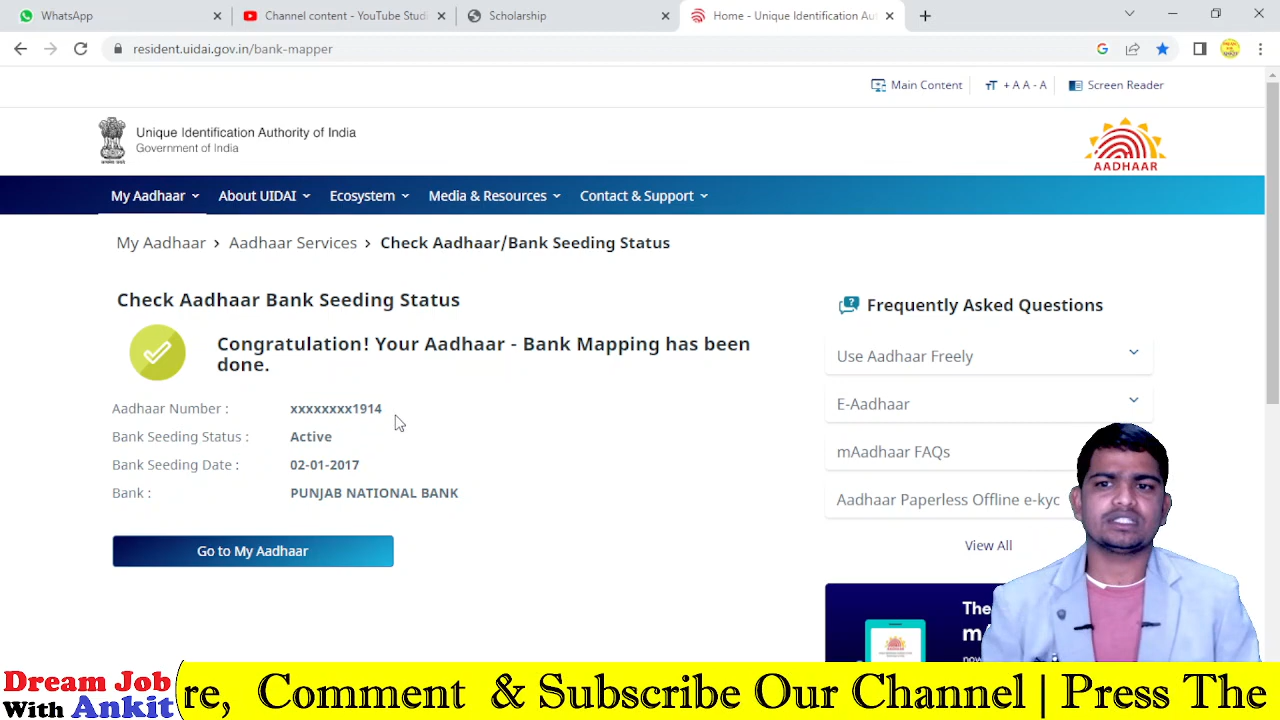 WhatsApp
Channel content - YouTube Studi
Scholarship
Home - Unique Identification Aut
resident.uidai.gov.in/bank-mapper
Main Content
тT + A A - A
Screen Reader
Unique Identification Authority of India
Government of India
AADHAAR
My Aadhaar
About UIDAI
Ecosystem
Media & Resources
Contact & Support
My Aadhaar > Aadhaar Services > Check Aadhaar/Bank Seeding Status
Check Aadhaar Bank Seeding Status
Congratulation! Your Aadhaar - Bank Mapping has been
done.
Aadhaar Number : xxxxxxxx1914
Bank Seeding Status : Active
Bank Seeding Date : 02-01-2017
Bank : PUNJAB NATIONAL BANK
Go to My Aadhaar
Frequently Asked Questions
Use Aadhaar Freely
E-Aadhaar
mAadhaar FAQs
Aadhaar Paperless Offline e-kyc
View All
The
Dream Job
With Ankit
re, Comment & Subscribe Our Channel | Press The